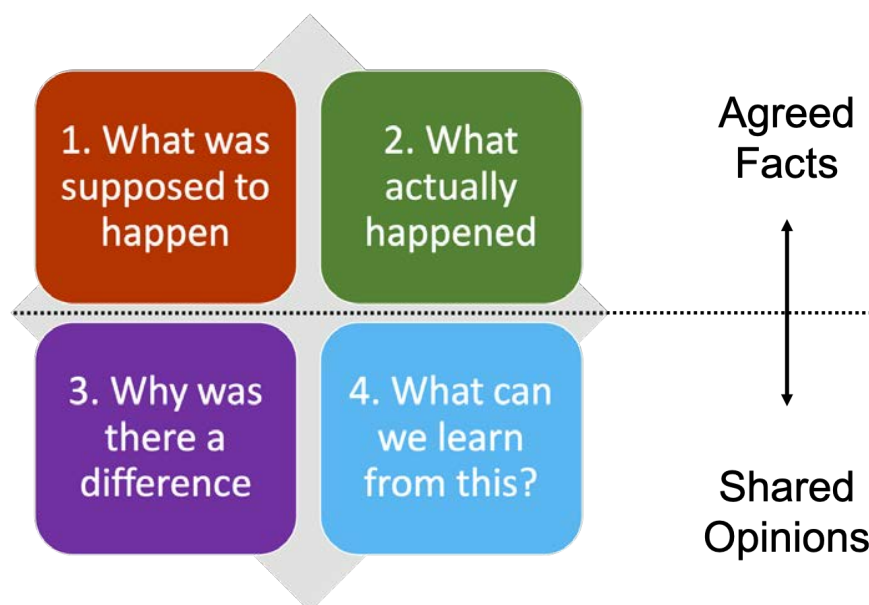 1. What was
supposed to
happen
2. What
actually
happened
Agreed
Facts
3. Why was
there a
difference
4. What can
we learn
from this?
Shared
Opinions